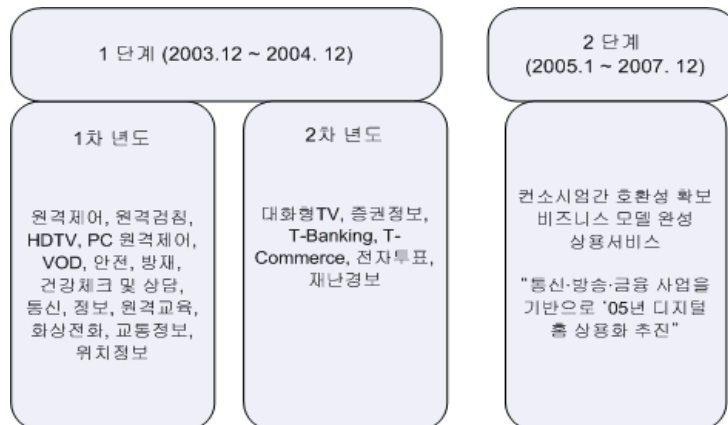 1 단계 (2003.12 ~ 2004. 12)
2 단계
(2005.1 ~ 2007. 12)
1차 년도
원격제어, 원격검침,
HDTV, PC 원격제어,
VOD, 안전, 방재,
건강체크 및 상담,
통신, 정보, 원격교육,
화상전화, 교통정보,
위치정보
2차 년도
대화형TV, 증권정보,
T-Banking, T-
Commerce, 전자투표,
재난경보
컨소시엄간 호환성 확보
비즈니스 모델 완성
상용서비스
"통신·방송·금융 사업을
기반으로 '05년 디지털
홈 상용화 추진"